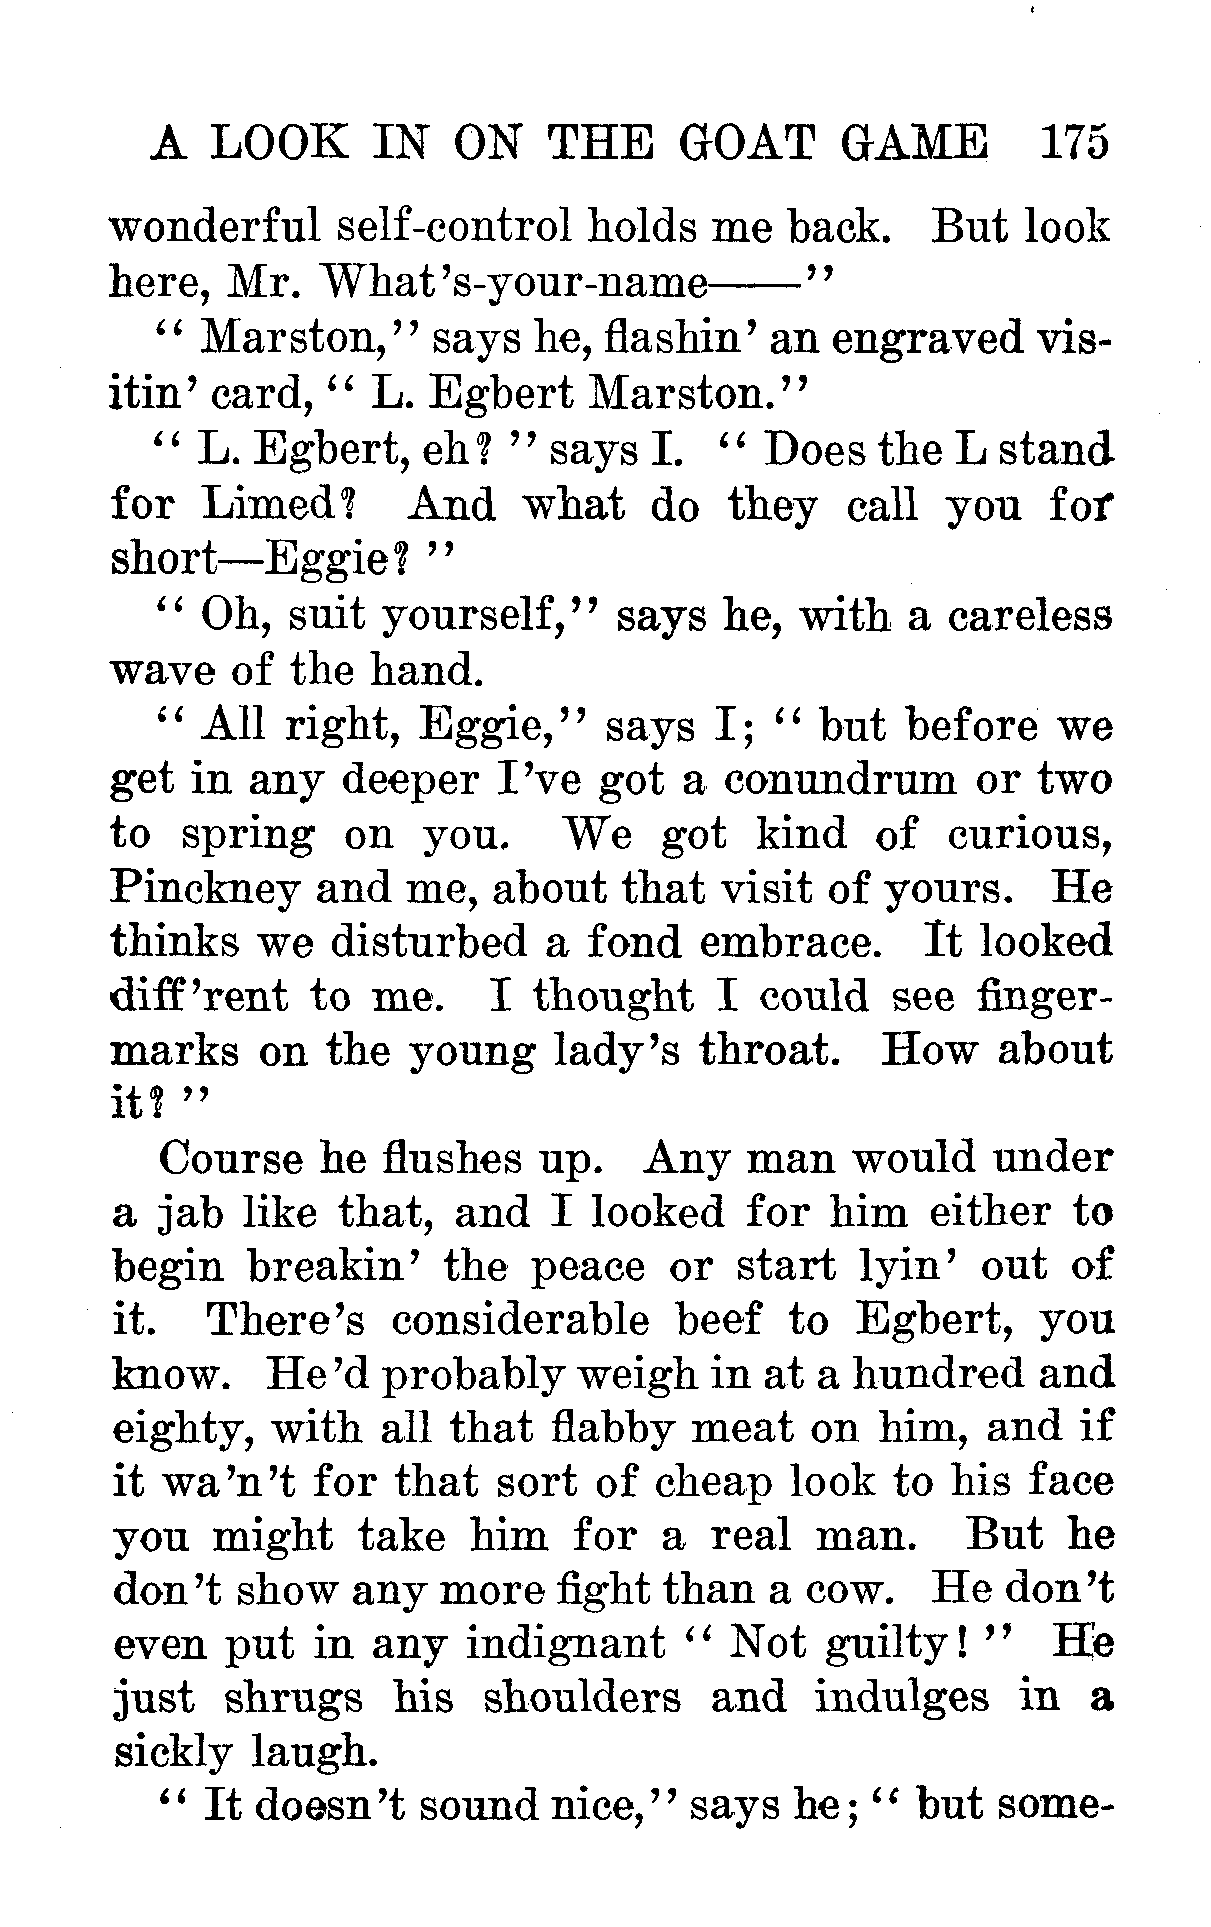 A LOOK IN ON THE GOAT GAME 175
wonderful self-control holds me back. But look
here, Mr. What's-your-name——"
"Marston," says he, flashin' an engraved vis-
itin' card, "L. Egbert Marston."
"L. Egbert, eh?" says I. "Does the L stand
for Limed? And what do they call you for
short—Eggie?"
"Oh, suit yourself," says he, with a careless
wave of the hand.
"All right, Eggie," says I; "but before we
get in any deeper I've got a conundrum or two
to spring on you. We got kind of curious,
Pinckney and me, about that visit of yours. He
thinks we disturbed a fond embrace. It looked
diff'rent to me. I thought I could see finger-
marks on the young lady's throat. How about
it?"
Course he flushes up. Any man would under
a jab like that, and I looked for him either to
begin breakin' the peace or start lyin' out of
it. There's considerable beef to Egbert, you
know. He'd probably weigh in at a hundred and
eighty, with all that flabby meat on him, and if
it wa'n't for that sort of cheap look to his face
you might take him for a real man. But he
don't show any more fight than a cow. He don't
even put in any indignant "Not guilty!" He
just shrugs his shoulders and indulges in a
sickly laugh.
"It doesn't sound nice," says he; "but some-